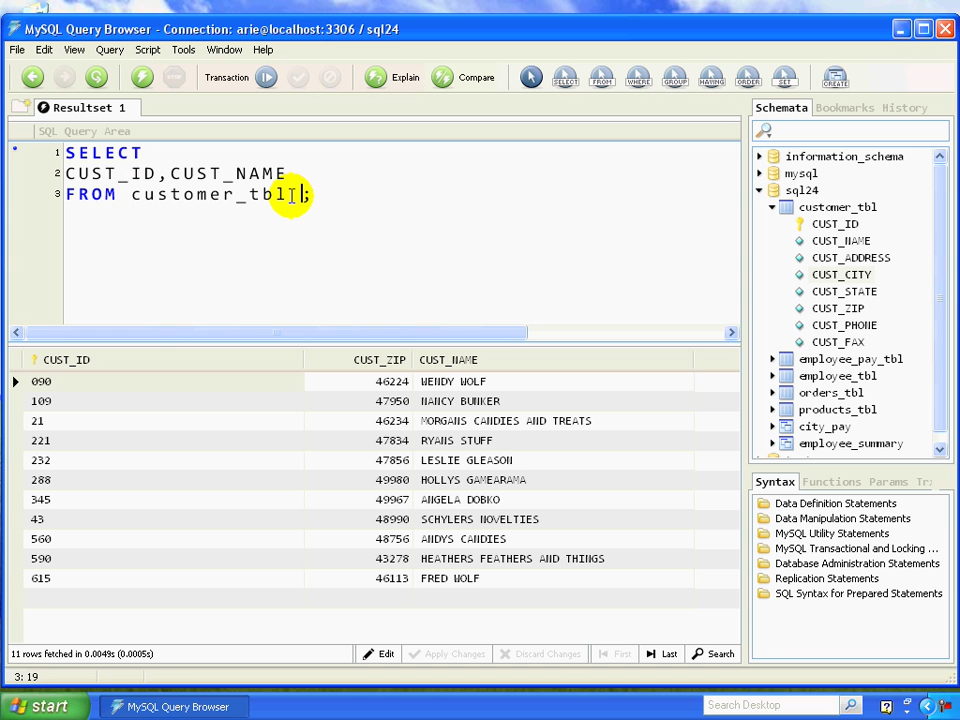 MySQL Query Browser - Connection: arie@localhost:3306 / sql24
File Edit View Query Script Tools Window Help
Transaction Explain Compare SELECT FROM WHERE GROUP HAVING ORDER SET CREATE
Resultset 1
SQL Query Area
1 SELECT
2 CUST_ID,CUST_NAME
3 FROM customer_tbl ;
CUST_ID CUST_ZIP CUST_NAME
090 46224 WENDY WOLF
109 47950 NANCY BUNKER
21 46234 MORGANS CANDIES AND TREATS
221 47834 RYANS STUFF
232 47856 LESLIE GLEASON
288 49980 HOLLYS GAMEARAMA
345 49967 ANGELA DOBKO
43 48990 SCHYLERS NOVELTIES
560 48756 ANDYS CANDIES
590 43278 HEATHERS FEATHERS AND THINGS
615 46113 FRED WOLF
11 rows fetched in 0.0049s (0.0005s)
Edit Apply Changes Discard Changes First Last Search
3: 19
Schemata Bookmarks History
information_schema
mysql
sql24
customer_tbl
CUST_ID
CUST_NAME
CUST_ADDRESS
CUST_CITY
CUST_STATE
CUST_ZIP
CUST_PHONE
CUST_FAX
employee_pay_tbl
employee_tbl
orders_tbl
products_tbl
city_pay
employee_summary
Syntax Functions Params
Data Definition Statements
Data Manipulation Statements
MySQL Utility Statements
MySQL Transactional and Locking ...
Database Administration Statements
Replication Statements
SQL Syntax for Prepared Statements
start MySQL Query Browser Search Desktop